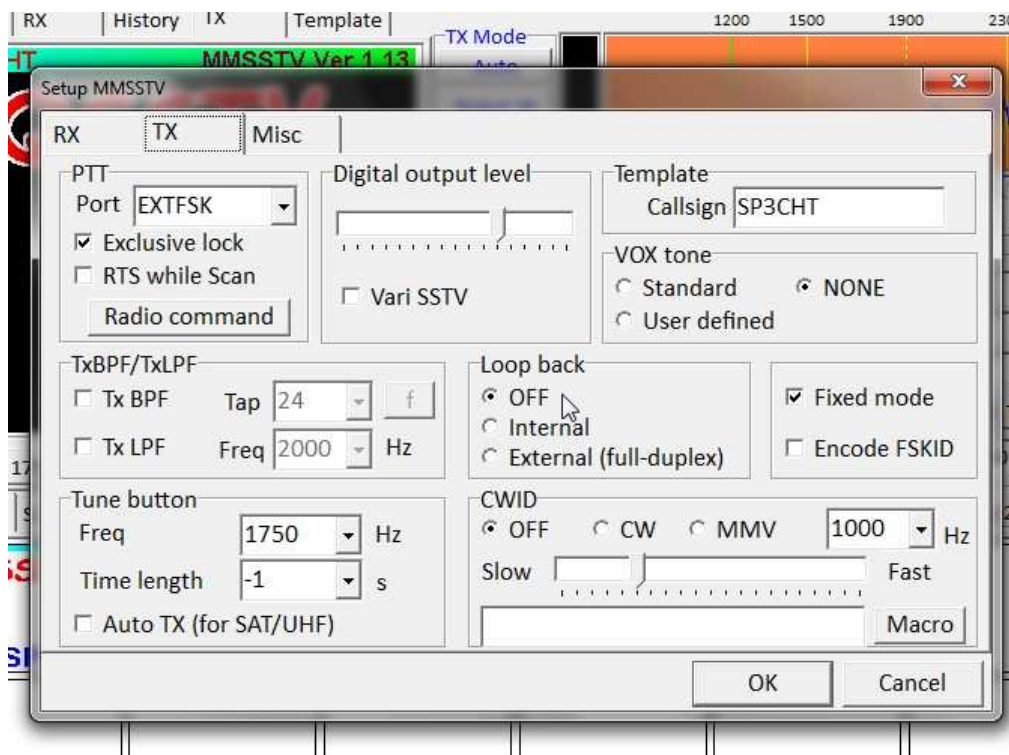 RX History TX Template
1200 1500 1900
TX Mode
MMSSTV Ver 1.13
Auto
Setup MMSSTV
RX TX Misc
PTT
Port EXTFSK
Exclusive lock
RTS while Scan
Radio command
Digital output level
Vari SSTV
Template
Callsign SP3CHT
VOX tone
Standard NONE
User defined
TxBPF/TxLPF
Tx BPF Tap 24 f
Tx LPF Freq 2000 Hz
Loop back
OFF
Internal
External (full-duplex)
Fixed mode
Encode FSKID
Tune button
Freq 1750 Hz
Time length -1 s
Auto TX (for SAT/UHF)
CWID
OFF CW MMV 1000 Hz
Slow Fast
Macro
OK Cancel